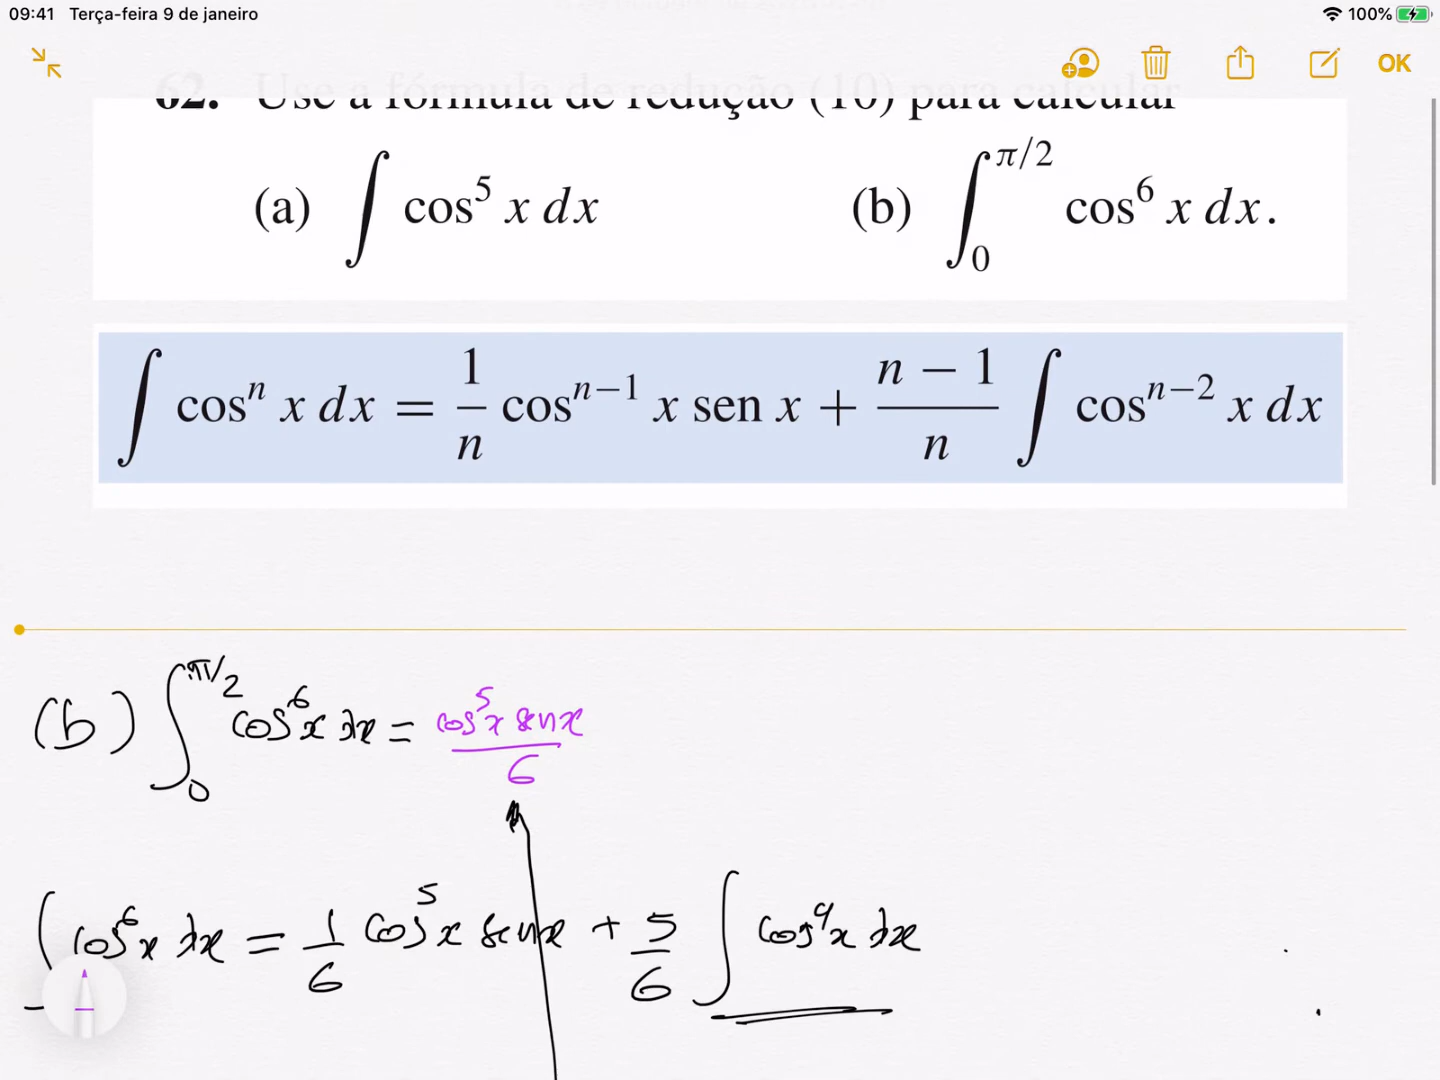 09:41 Terça-feira 9 de janeiro 100%
OK
62. Use a fórmula de redução (10) para calcular
(a) ∫ cos⁵ x dx (b) ∫₀^{π/2} cos⁶ x dx.
∫ cosⁿ x dx = 1/n cosⁿ⁻¹ x sen x + (n − 1)/n ∫ cosⁿ⁻² x dx
(b) ∫₀^{π/2} cos⁶x dx = cos⁵x senx / 6
∫ cos⁶x dx = 1/6 cos⁵x senx + 5/6 ∫ cos⁴x dx